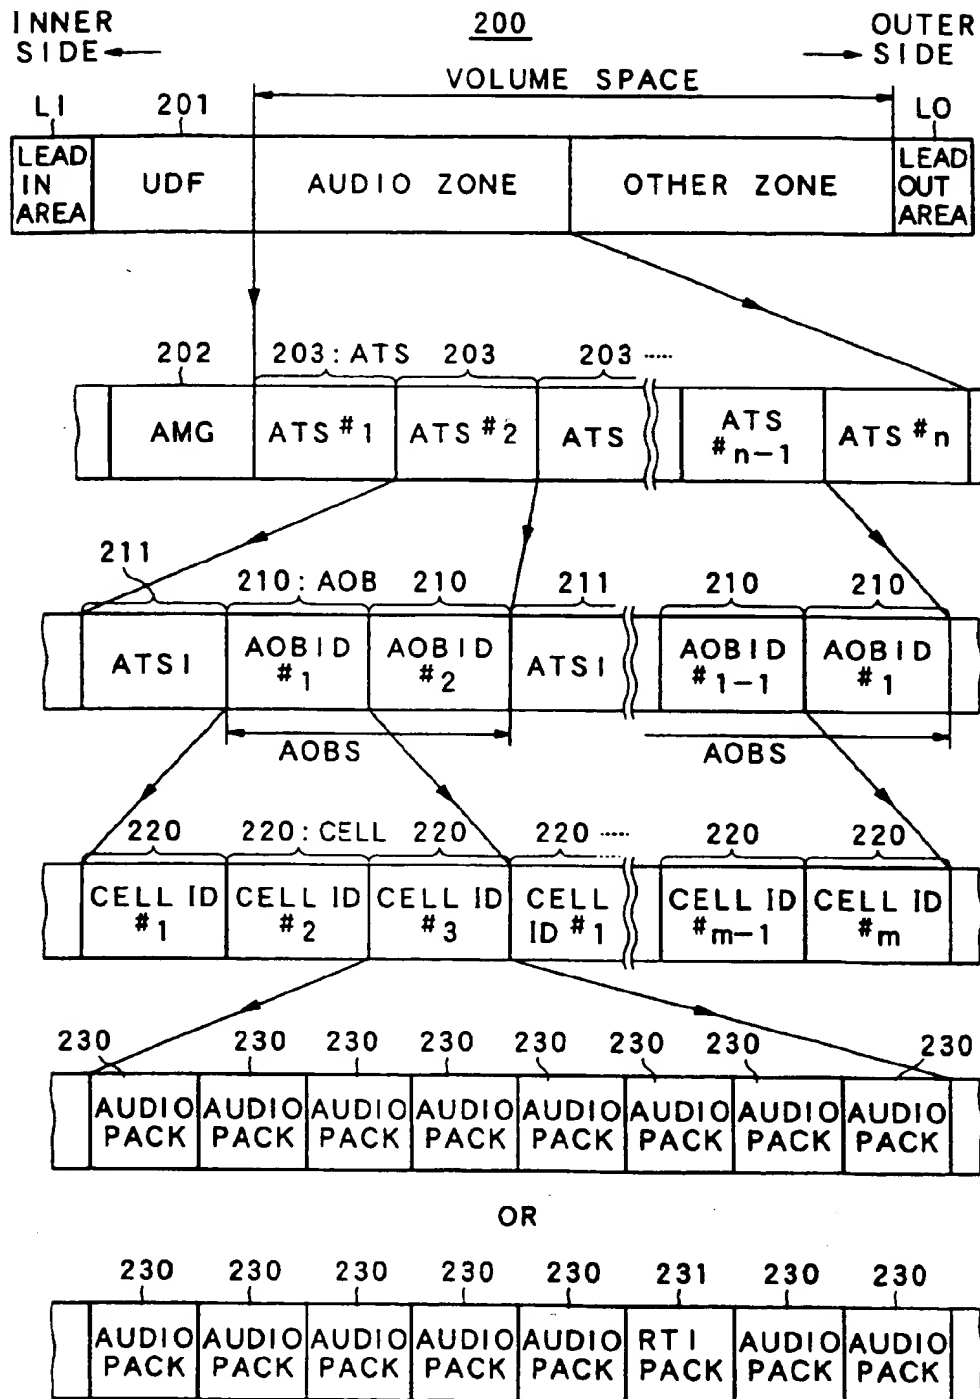 INNER SIDE
200
OUTER SIDE
VOLUME SPACE
LI
201
LO
LEAD IN AREA
UDF
AUDIO ZONE
OTHER ZONE
LEAD OUT AREA
202
203:ATS
203
203 .....
AMG
ATS #1
ATS #2
ATS
ATS #n-1
ATS #n
211
210:AOB
210
211
210
210
ATSI
AOBID #1
AOBID #2
ATSI
AOBID #1-1
AOBID #1
AOBS
AOBS
220
220:CELL
220
220 .....
220
220
CELL ID #1
CELL ID #2
CELL ID #3
CELL ID #1
CELL ID #m-1
CELL ID #m
230
230
230
230
230
230
230
230
AUDIO PACK
AUDIO PACK
AUDIO PACK
AUDIO PACK
AUDIO PACK
AUDIO PACK
AUDIO PACK
AUDIO PACK
OR
230
230
230
230
230
231
230
230
AUDIO PACK
AUDIO PACK
AUDIO PACK
AUDIO PACK
AUDIO PACK
RTI PACK
AUDIO PACK
AUDIO PACK